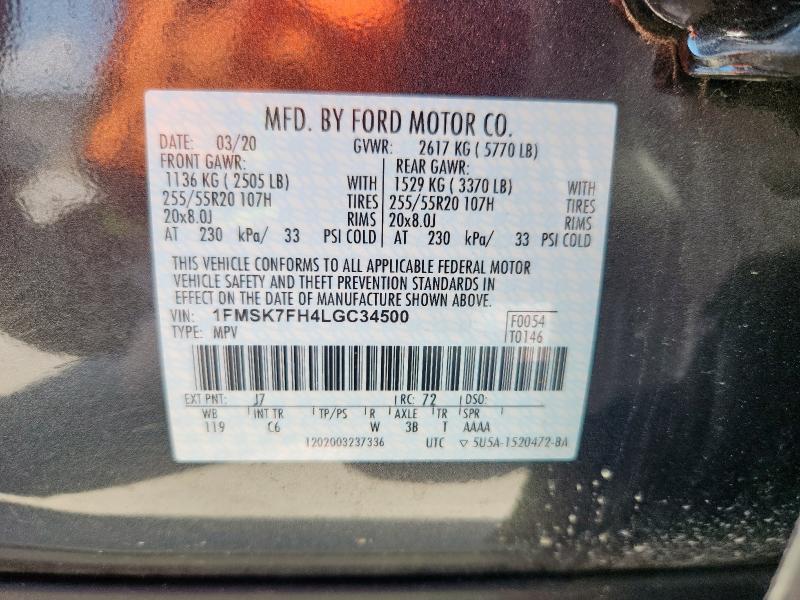 MFD. BY FORD MOTOR CO.
DATE: 03/20 GVWR: 2617 KG ( 5770 LB)
FRONT GAWR: REAR GAWR:
1136 KG ( 2505 LB) WITH 1529 KG ( 3370 LB) WITH
255/55R20 107H TIRES 255/55R20 107H TIRES
20x8.0J RIMS 20x8.0J RIMS
AT 230 kPa/ 33 PSI COLD AT 230 kPa/ 33 PSI COLD
THIS VEHICLE CONFORMS TO ALL APPLICABLE FEDERAL MOTOR
VEHICLE SAFETY AND THEFT PREVENTION STANDARDS IN
EFFECT ON THE DATE OF MANUFACTURE SHOWN ABOVE.
VIN: 1FMSK7FH4LGC34500 F0054
TYPE: MPV T0146
EXT PNT: J7 RC: 72 DSO:
WB INT TR TP/PS R AXLE TR SPR
119 C6 W 3B T AAAA
1202003237336 UTC ▽ 5U5A-1520472-BA